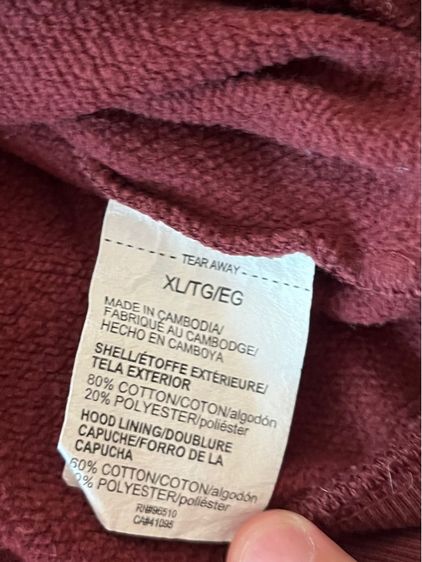 TEAR AWAY
XL/TG/EG
MADE IN CAMBODIA/
FABRIQUÉ AU CAMBODGE/
HECHO EN CAMBOYA
SHELL/ÉTOFFE EXTÉRIEURE/
TELA EXTERIOR
80% COTTON/COTON/algodón
20% POLYESTER/poliéster
HOOD LINING/DOUBLURE
CAPUCHE/FORRO DE LA
CAPUCHA
60% COTTON/COTON/algodón
POLYESTER/poliéster
RN#96510
CA#41095